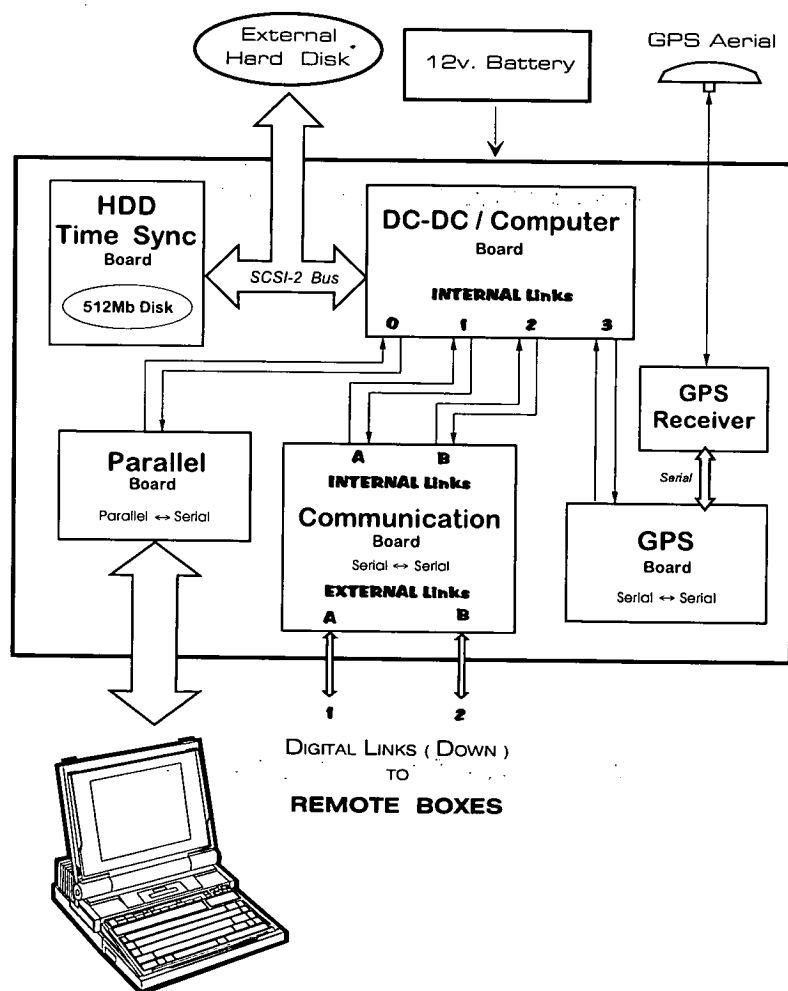 External
Hard Disk
12v. Battery
GPS Aerial
HDD
Time Sync
Board
512Mb Disk
SCSI-2 Bus
DC-DC / Computer
Board
INTERNAL Links
0 1 2 3
GPS
Receiver
Serial
Parallel
Board
Parallel ↔ Serial
A B
INTERNAL Links
Communication
Board
Serial ↔ Serial
EXTERNAL Links
A B
GPS
Board
Serial ↔ Serial
1 2
DIGITAL LINKS ( DOWN )
TO
REMOTE BOXES